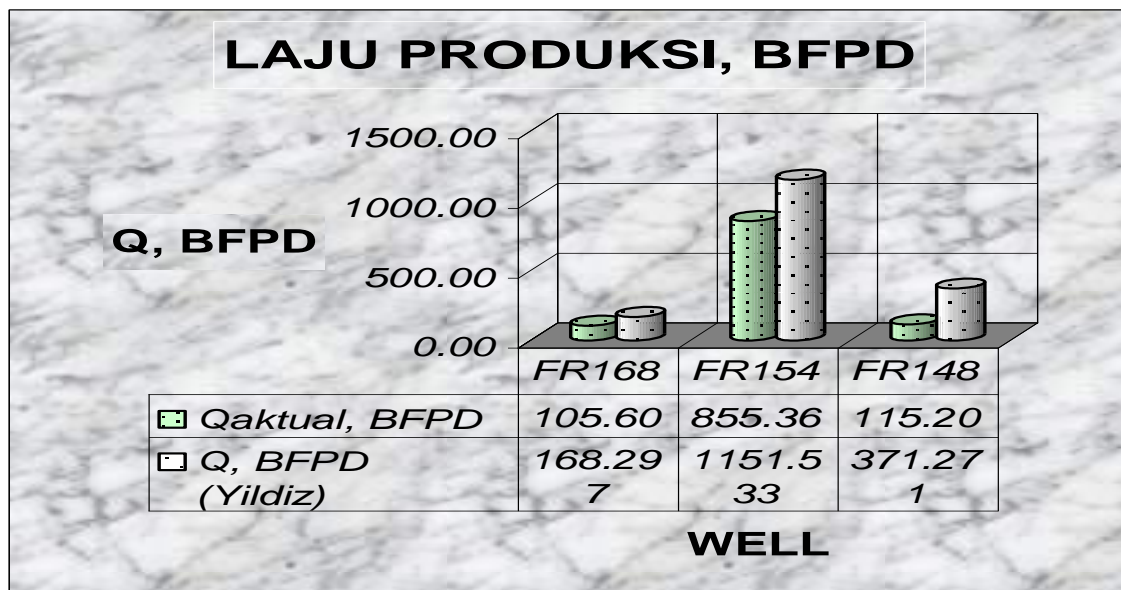 LAJU PRODUKSI, BFPD
1500.00
1000.00
Q, BFPD
500.00
0.00
FR168 FR154 FR148
Qaktual, BFPD 105.60 855.36 115.20
Q, BFPD 168.29 1151.5 371.27
(Yildiz) 7 33 1
WELL